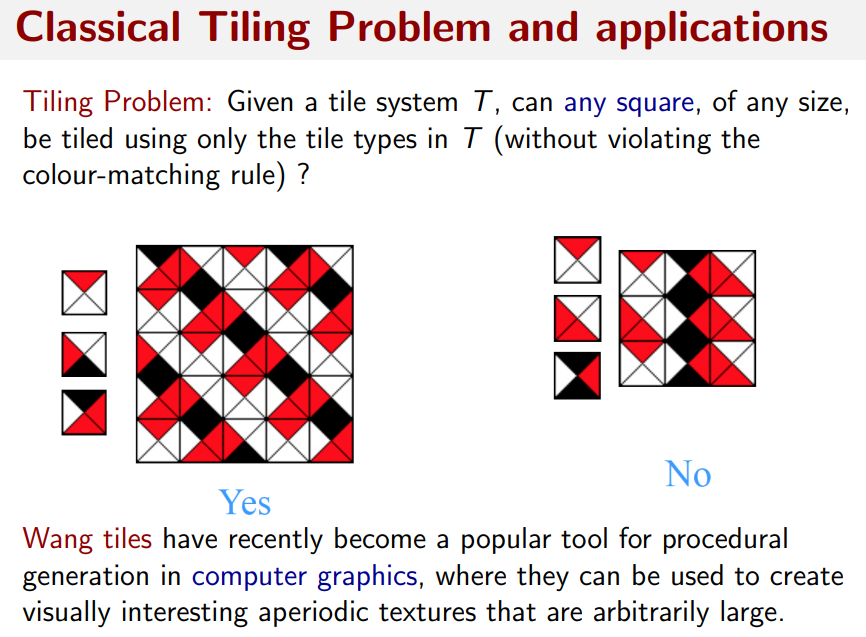 Classical Tiling Problem and applications
Tiling Problem: Given a tile system T, can any square, of any size,
be tiled using only the tile types in T (without violating the
colour-matching rule) ?
Yes
No
Wang tiles have recently become a popular tool for procedural
generation in computer graphics, where they can be used to create
visually interesting aperiodic textures that are arbitrarily large.